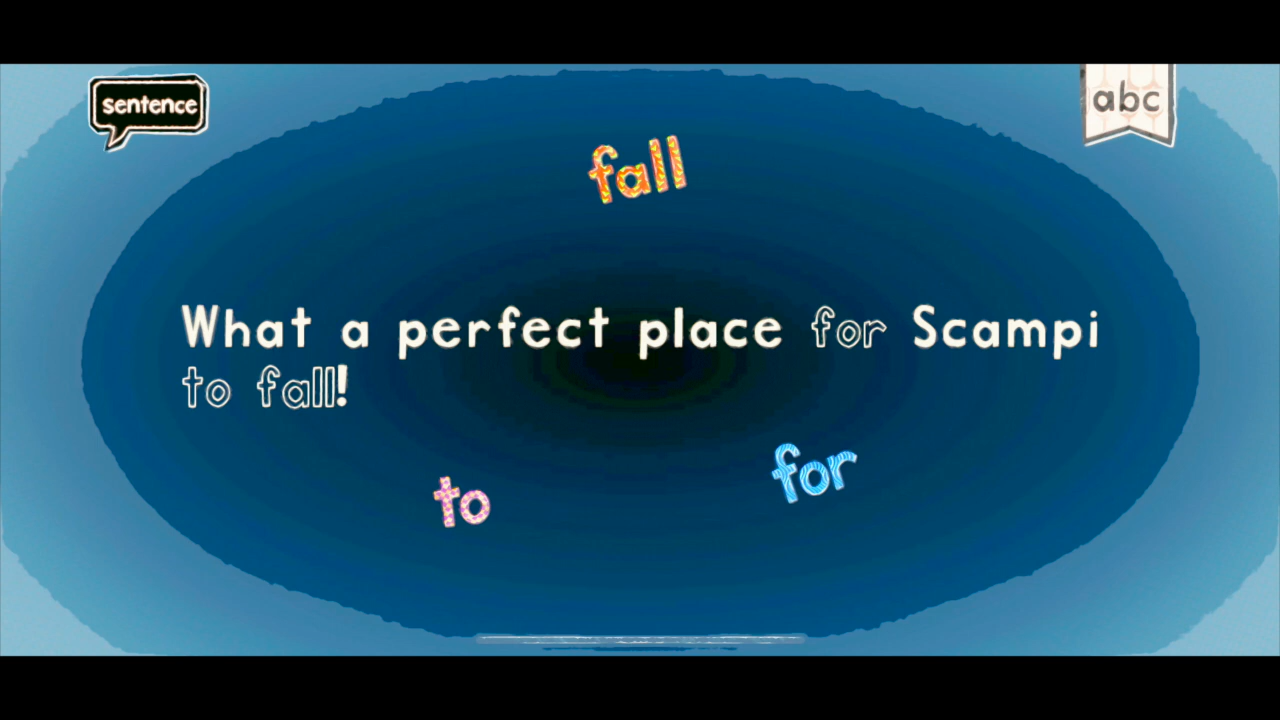 sentence
abc
fall
What a perfect place for Scampi
to fall!
to
for